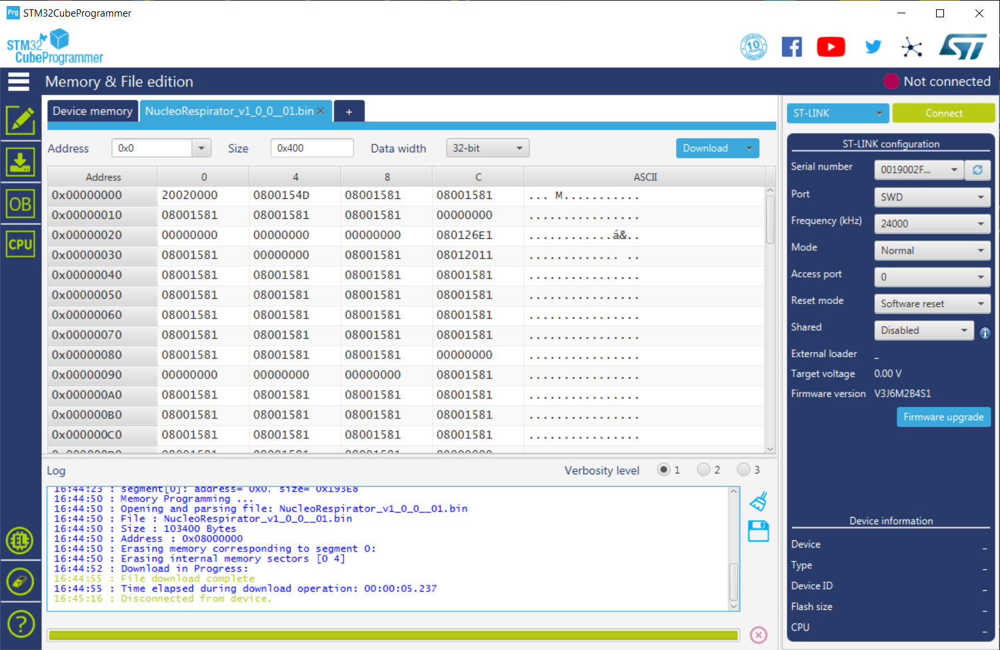 Prg STM32CubeProgrammer
STM32
CubeProgrammer
10 YEARS
Memory & File edition
Not connected
Device memory
NucleoRespirator_v1_0_0__01.bin
+
Address 0x0 Size 0x400 Data width 32-bit Download
Address 0 4 8 C ASCII
0x00000000 20020000 0800154D 08001581 08001581 ... M...........
0x00000010 08001581 08001581 08001581 00000000 ................
0x00000020 00000000 00000000 00000000 080126E1 ............á&..
0x00000030 08001581 00000000 08001581 08012011 ............. ..
0x00000040 08001581 08001581 08001581 08001581 ................
0x00000050 08001581 08001581 08001581 08001581 ................
0x00000060 08001581 08001581 08001581 08001581 ................
0x00000070 08001581 08001581 08001581 08001581 ................
0x00000080 08001581 08001581 08001581 00000000 ................
0x00000090 00000000 00000000 00000000 08001581 ................
0x000000A0 08001581 08001581 08001581 08001581 ................
0x000000B0 08001581 08001581 08001581 08001581 ................
0x000000C0 08001581 08001581 08001581 08001581 ................
Log
Verbosity level 1 2 3
16:44:23 : segment[0]: address= 0x0, size= 0x193E8
16:44:50 : Memory Programming ...
16:44:50 : Opening and parsing file: NucleoRespirator_v1_0_0__01.bin
16:44:50 : File : NucleoRespirator_v1_0_0__01.bin
16:44:50 : Size : 103400 Bytes
16:44:50 : Address : 0x08000000
16:44:50 : Erasing memory corresponding to segment 0:
16:44:50 : Erasing internal memory sectors [0 4]
16:44:52 : Download in Progress:
16:44:55 : File download complete
16:44:55 : Time elapsed during download operation: 00:00:05.237
16:45:16 : Disconnected from device.
OB
CPU
?
ST
ST-LINK
Connect
ST-LINK configuration
Serial number 0019002F...
Port SWD
Frequency (kHz) 24000
Mode Normal
Access port 0
Reset mode Software reset
Shared Disabled
External loader _
Target voltage 0.00 V
Firmware version V3J6M2B4S1
Firmware upgrade
Device information
Device _
Type _
Device ID _
Flash size _
CPU _